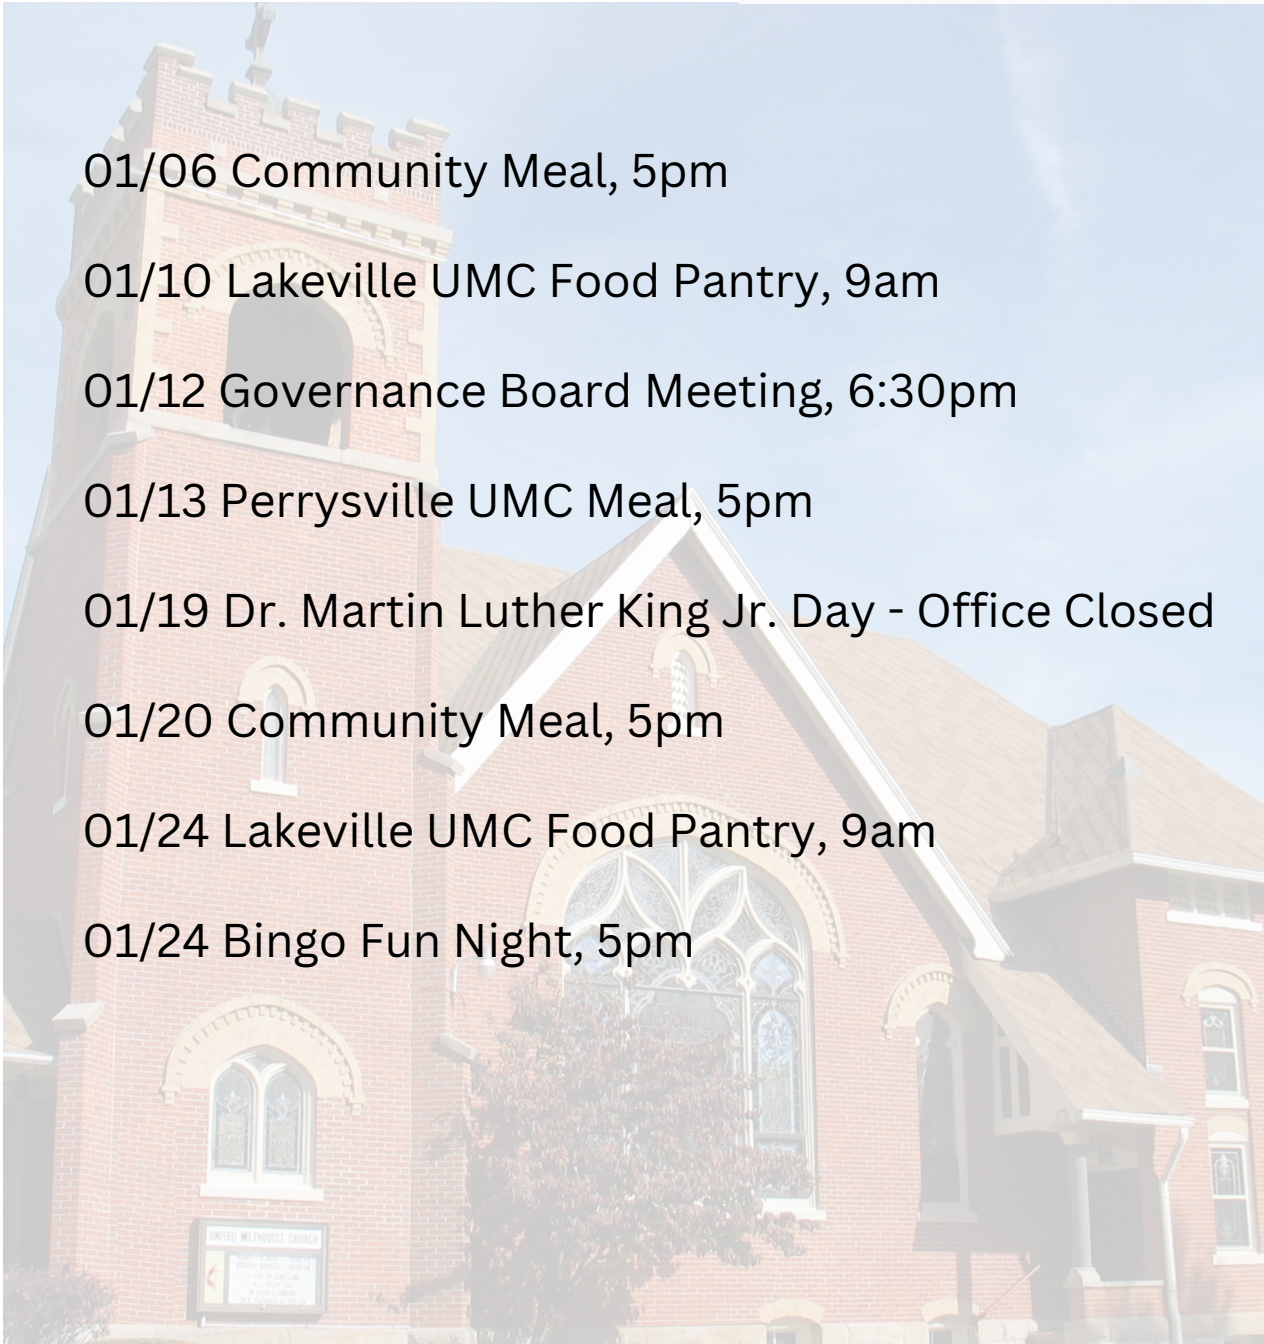 01/06 Community Meal, 5pm
01/10 Lakeville UMC Food Pantry, 9am
01/12 Governance Board Meeting, 6:30pm
01/13 Perrysville UMC Meal, 5pm
01/19 Dr. Martin Luther King Jr. Day - Office Closed
01/20 Community Meal, 5pm
01/24 Lakeville UMC Food Pantry, 9am
01/24 Bingo Fun Night, 5pm
UNITED METHODIST CHURCH